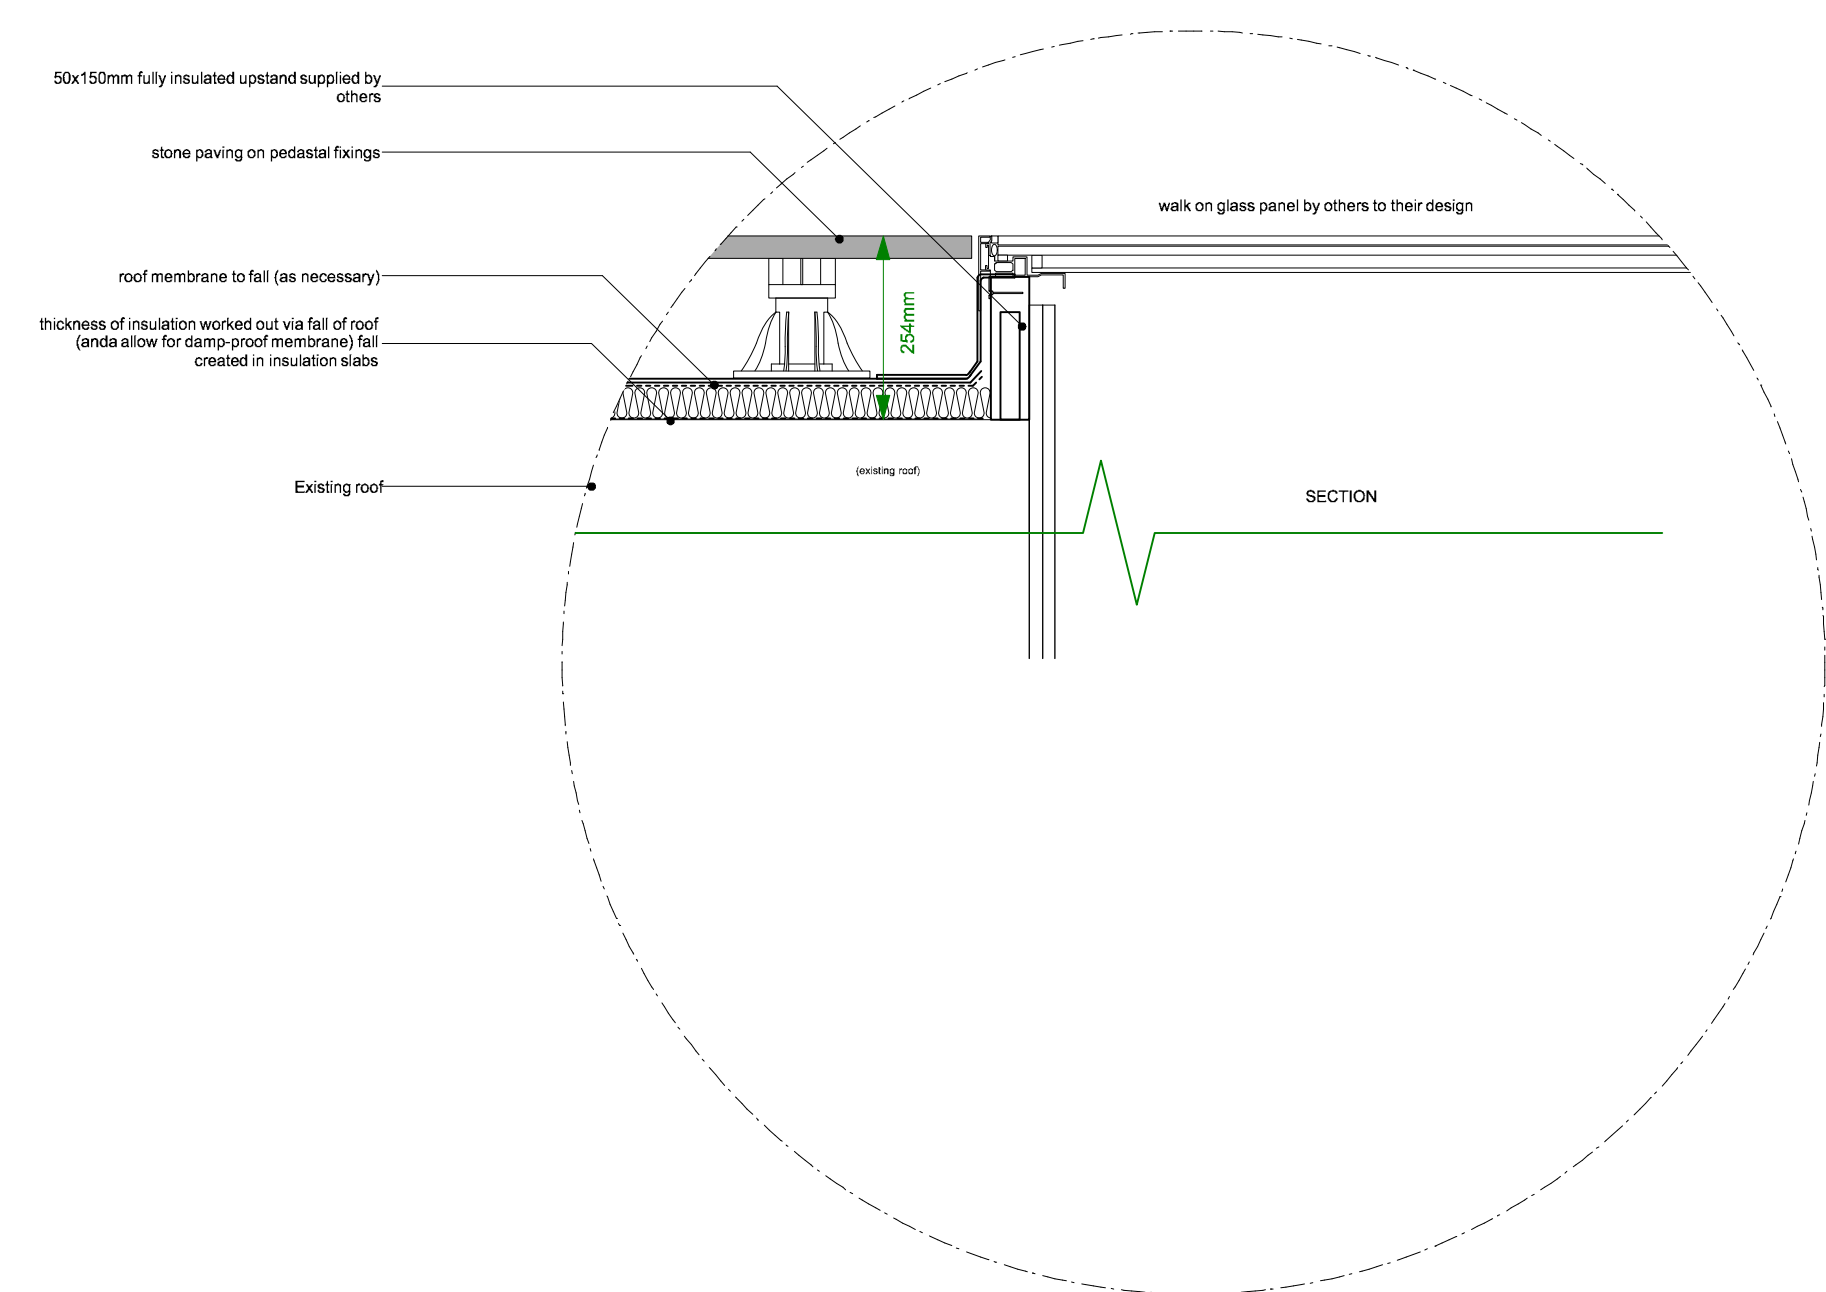 50x150mm fully insulated upstand supplied by
others
stone paving on pedastal fixings
walk on glass panel by others to their design
roof membrane to fall (as necessary)
254mm
thickness of insulation worked out via fall of roof
(anda allow for damp-proof membrane) fall
created in insulation slabs
(existing roof)
Existing roof
SECTION